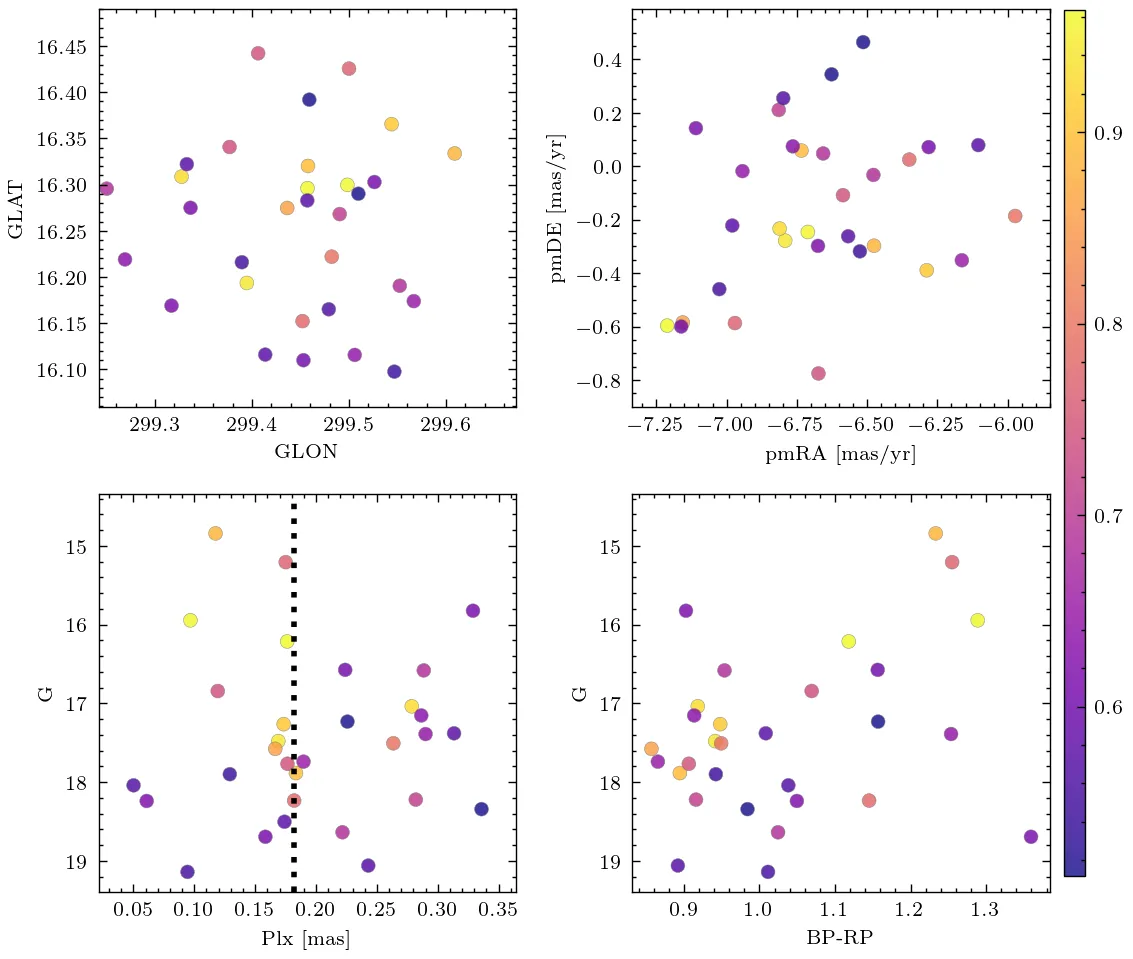 16.45
16.40
16.35
16.30
16.25
16.20
16.15
16.10
GLAT
299.3 299.4 299.5 299.6
GLON
0.4
0.2
0.0
−0.2
−0.4
−0.6
−0.8
pmDE [mas/yr]
−7.25 −7.00 −6.75 −6.50 −6.25 −6.00
pmRA [mas/yr]
0.9
0.8
0.7
0.6
15
16
17
18
19
G
0.05 0.10 0.15 0.20 0.25 0.30 0.35
Plx [mas]
15
16
17
18
19
G
0.9 1.0 1.1 1.2 1.3
BP-RP